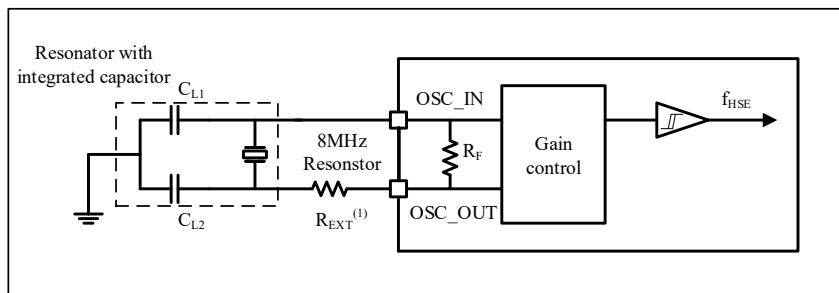 Resonator with
integrated capacitor
C_L1
OSC_IN
f_HSE
8MHz
Resonstor
R_F
Gain
control
C_L2
R_EXT^(1)
OSC_OUT